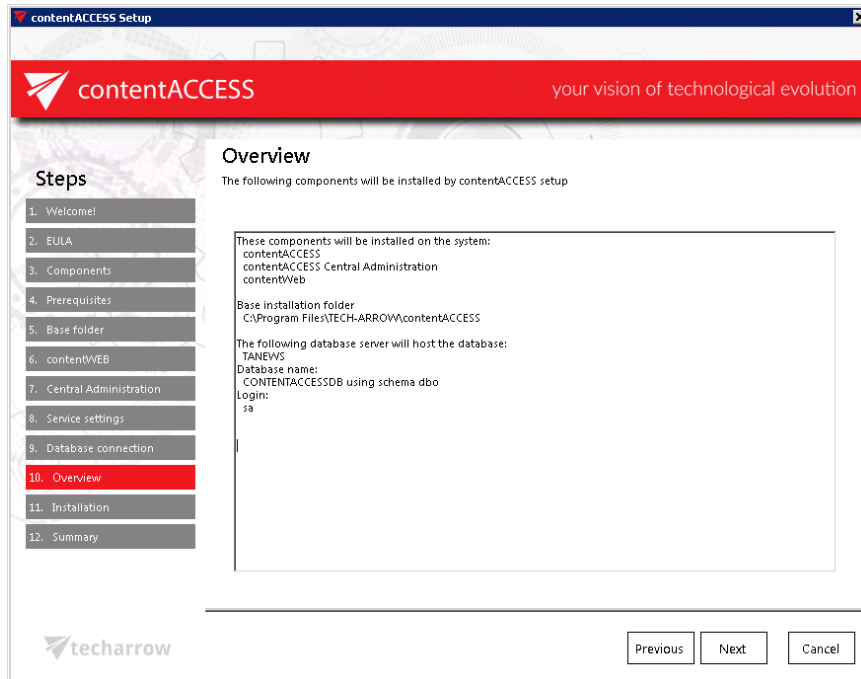 contentACCESS Setup
contentACCESS
your vision of technological evolution
Steps
1. Welcome!
2. EULA
3. Components
4. Prerequisites
5. Base folder
6. contentWEB
7. Central Administration
8. Service settings
9. Database connection
10. Overview
11. Installation
12. Summary
Overview
The following components will be installed by contentACCESS setup
These components will be installed on the system:
contentACCESS
contentACCESS Central Administration
contentWeb
Base installation folder
C:\Program Files\TECH-ARROW\contentACCESS
The following database server will host the database:
TANEWS
Database name:
CONTENTACCESSDB using schema dbo
Login:
sa
techarrow
Previous
Next
Cancel